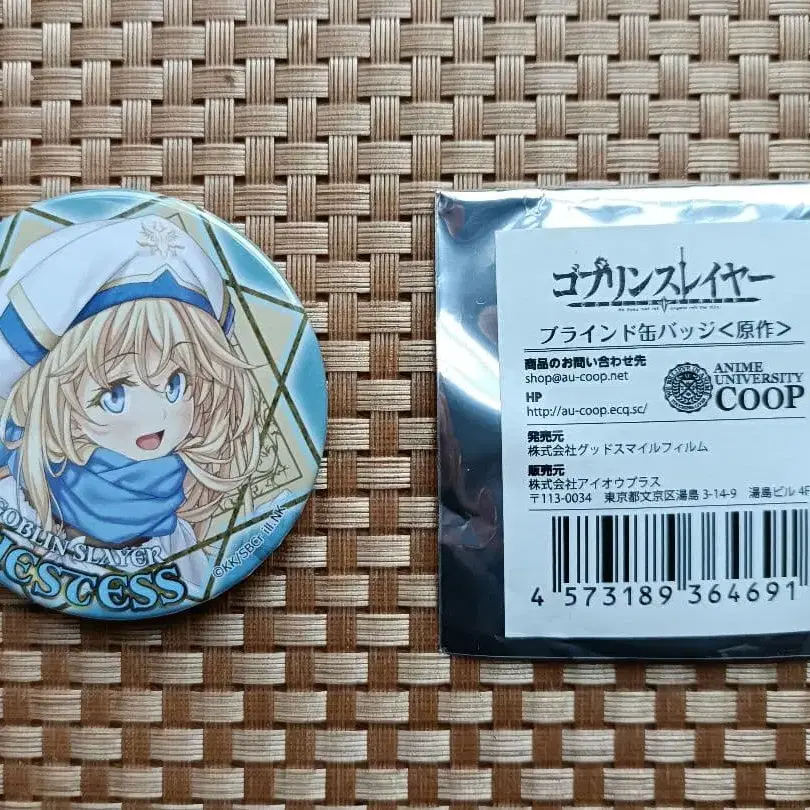 GOBLIN SLAYER
IESTESS
©KK/SBCr ill.NK
ゴブリンスレイヤー
ブラインド缶バッジ<原作>
商品のお問い合わせ先
shop@au-coop.net
HP
http://au-coop.ecq.sc/
ANIME
UNIVERSITY
COOP
発売元
株式会社グッドスマイルフィルム
販売元
株式会社アイオウプラス
〒113-0034 東京都文京区湯島 3-14-9 湯島ビル 4F
4 573189 364691